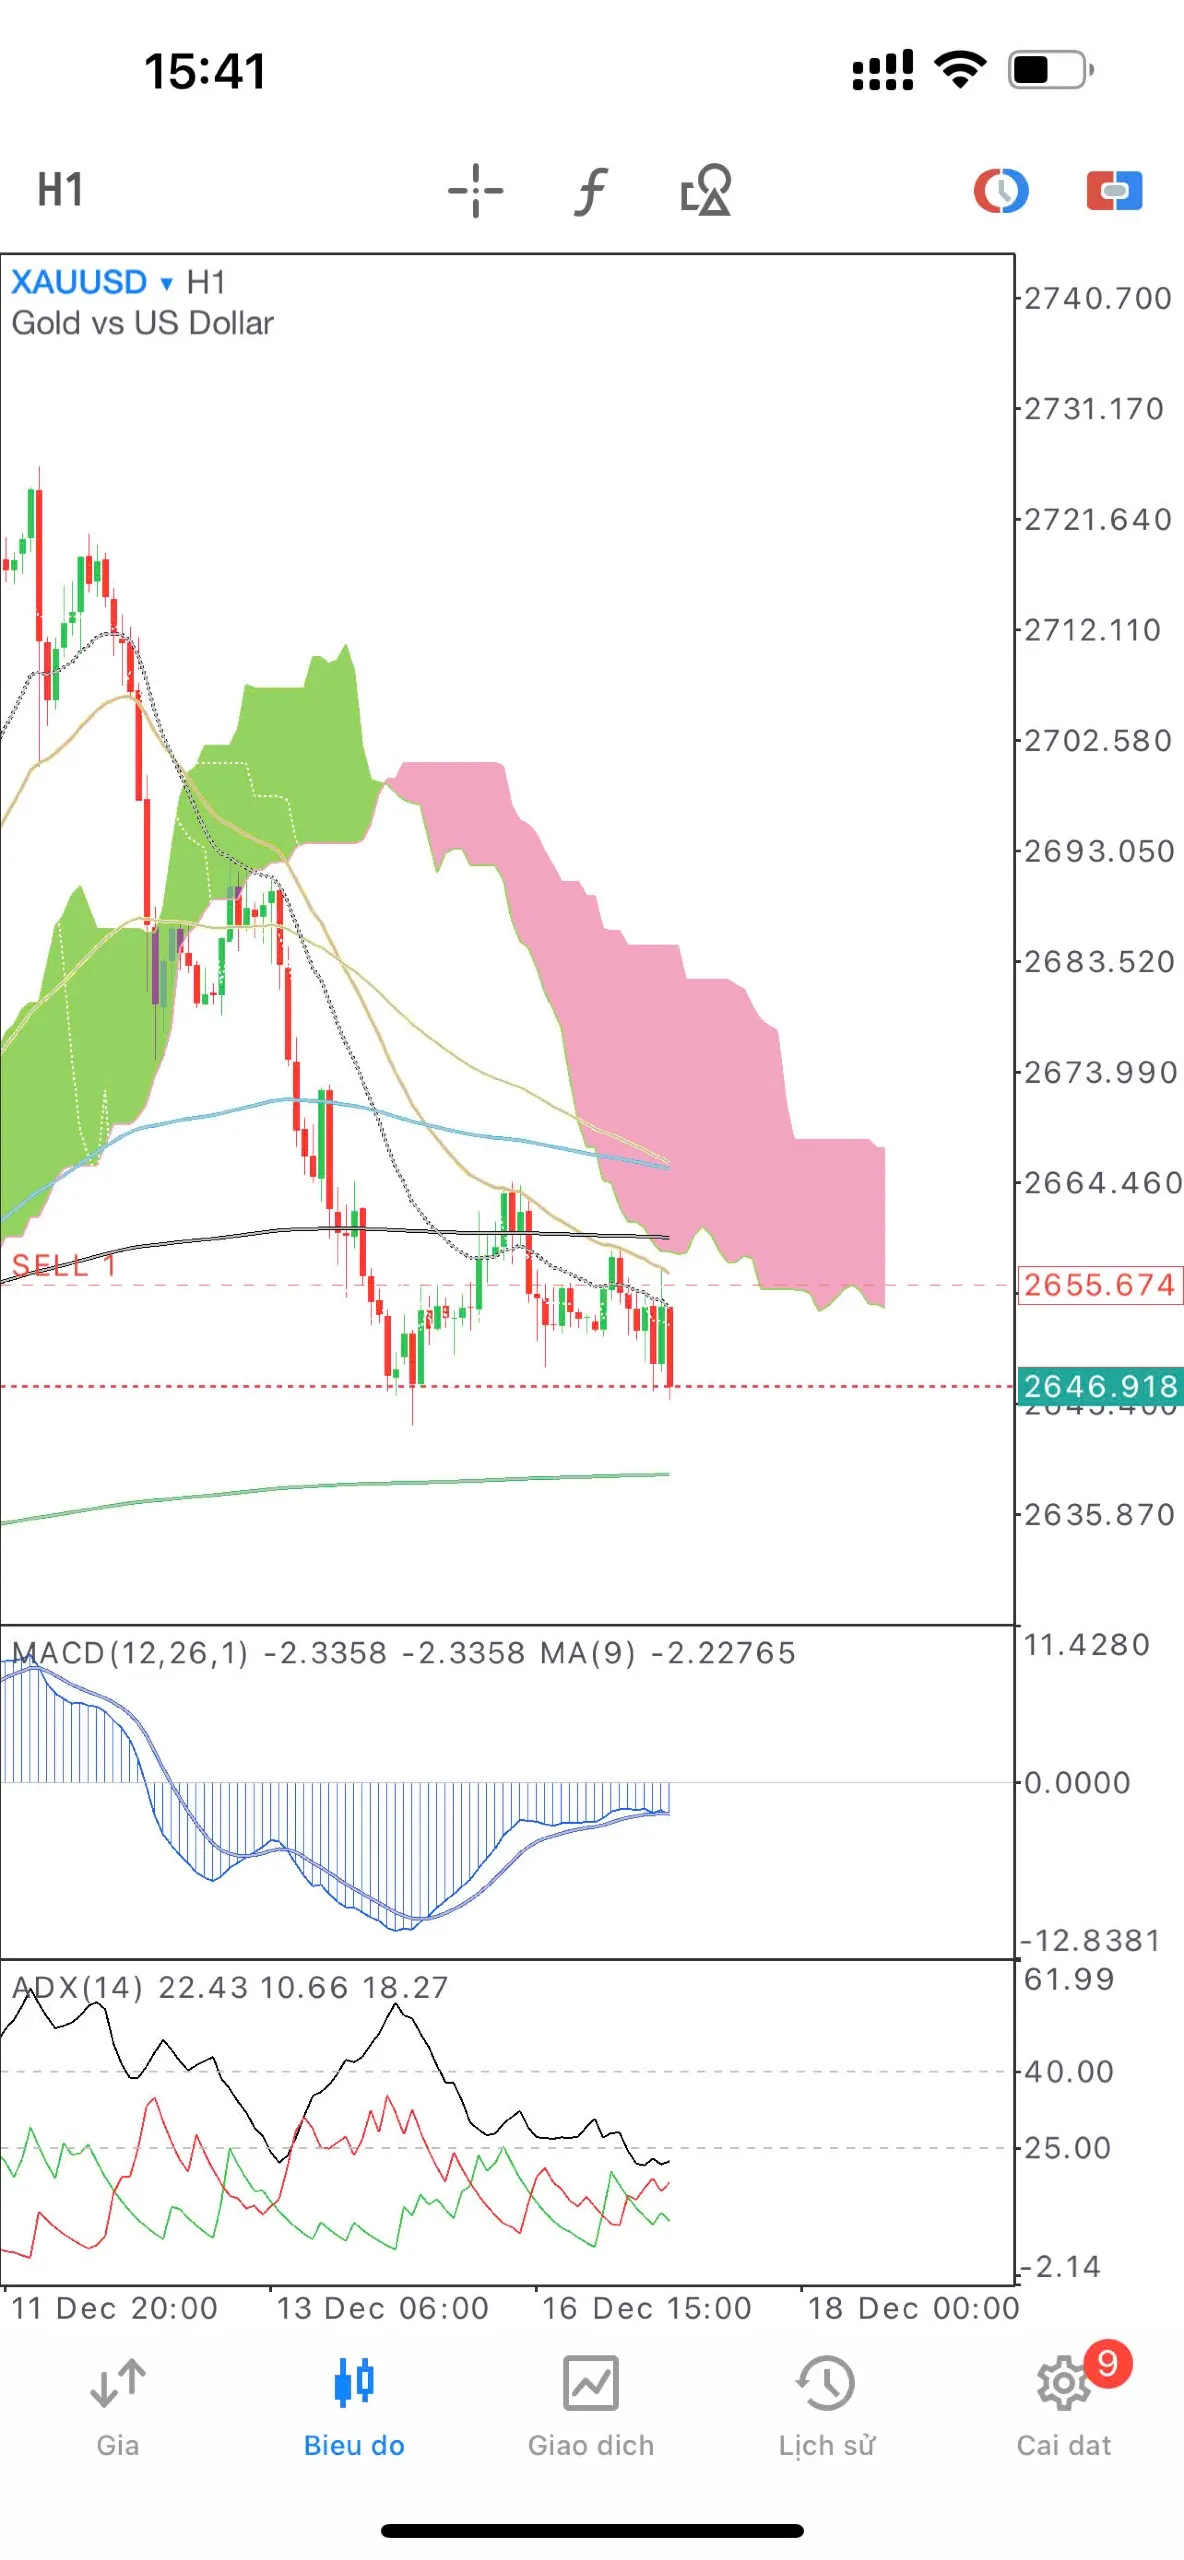 15:41
H1
XAUUSD ▾ H1
Gold vs US Dollar
2740.700
2731.170
2721.640
2712.110
2702.580
2693.050
2683.520
2673.990
2664.460
SELL 1
2655.674
2646.918
2645.400
2635.870
MACD(12,26,1) -2.3358 -2.3358 MA(9) -2.22765
11.4280
0.0000
-12.8381
ADX(14) 22.43 10.66 18.27
61.99
40.00
25.00
-2.14
11 Dec 20:00
13 Dec 06:00
16 Dec 15:00
18 Dec 00:00
9
Gia
Bieu do
Giao dich
Lịch sử
Cai dat